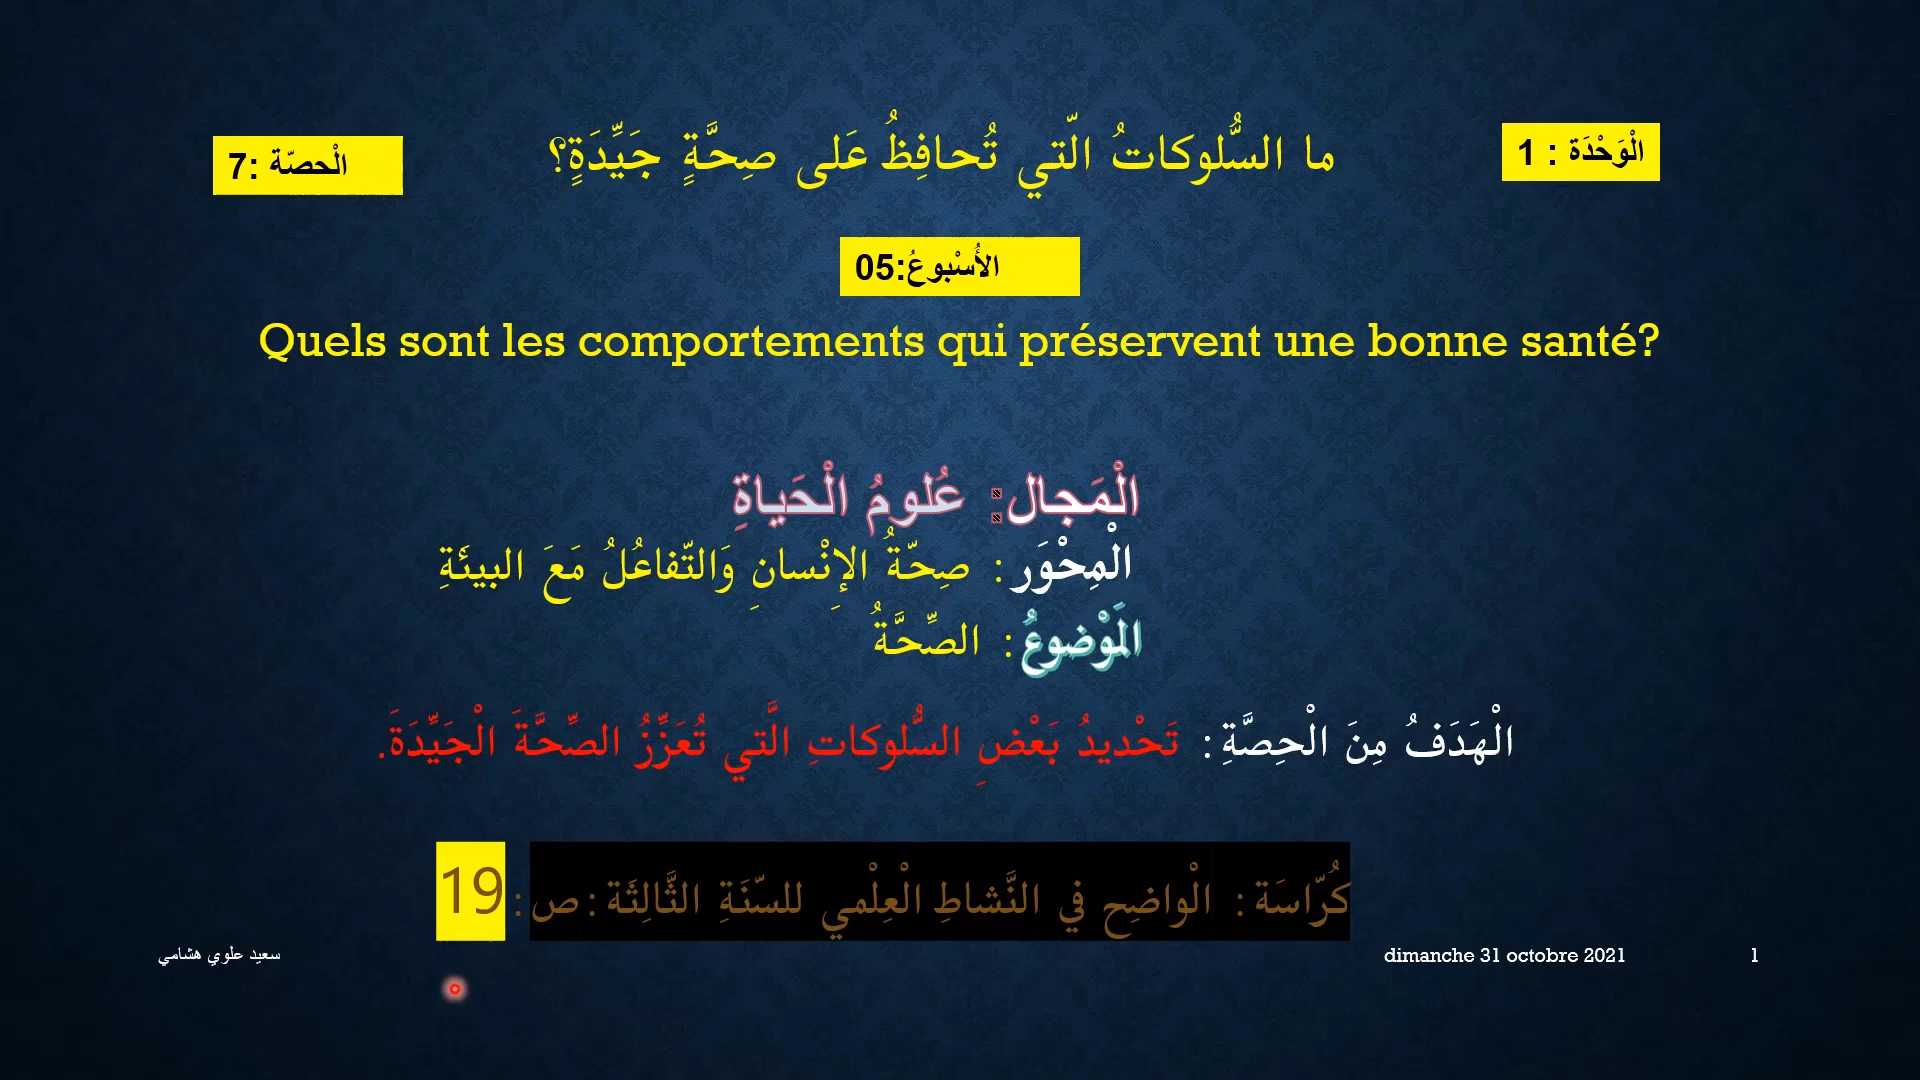 الْوَحْدَة : 1
ما السُّلوكاتُ الّتي تُحافِظُ عَلى صِحَّةٍ جَيِّدَةٍ؟
الْحصّة :7
الأُسْبوعُ:05
Quels sont les comportements qui préservent une bonne santé?
الْمَجال: عُلومُ الْحَياةِ
الْمِحْوَر : صِحّةُ الإِنْسانِ وَالتّفاعُلُ مَعَ البيئَةِ
الَموْضوعُ : الصِّحَّةُ
الْهَدَفُ مِنَ الْحِصَّةِ : تَحْديدُ بَعْضِ السُّلوكاتِ الَّتي تُعَزِّزُ الصِّحَّةَ الْجَيِّدَةَ.
كُرّاسَة : الْواضِح في النَّشاطِ الْعِلْمي للسّنَةِ الثَّالِثَة : ص : 19
سعيد علوي هشامي
dimanche 31 octobre 2021
1